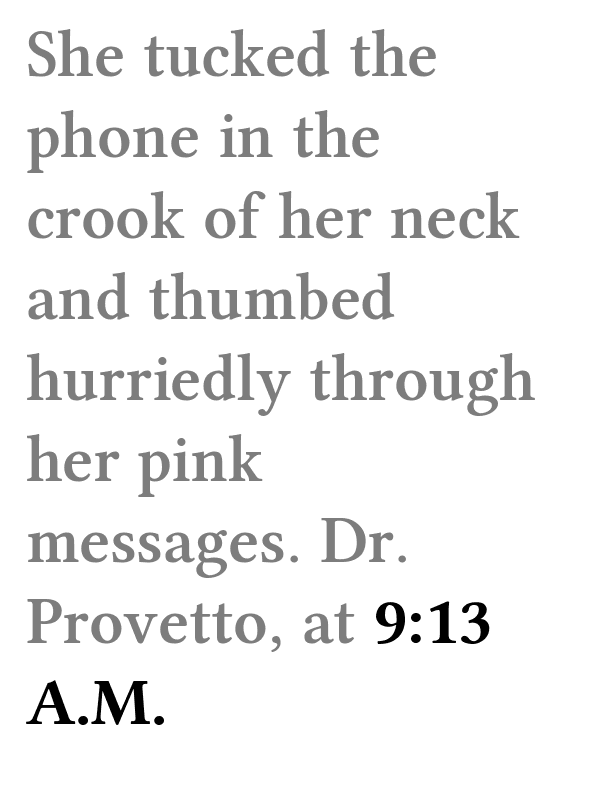 She tucked the
phone in the
crook of her neck
and thumbed
hurriedly through
her pink
messages. Dr.
Provetto, at 9:13
A.M.